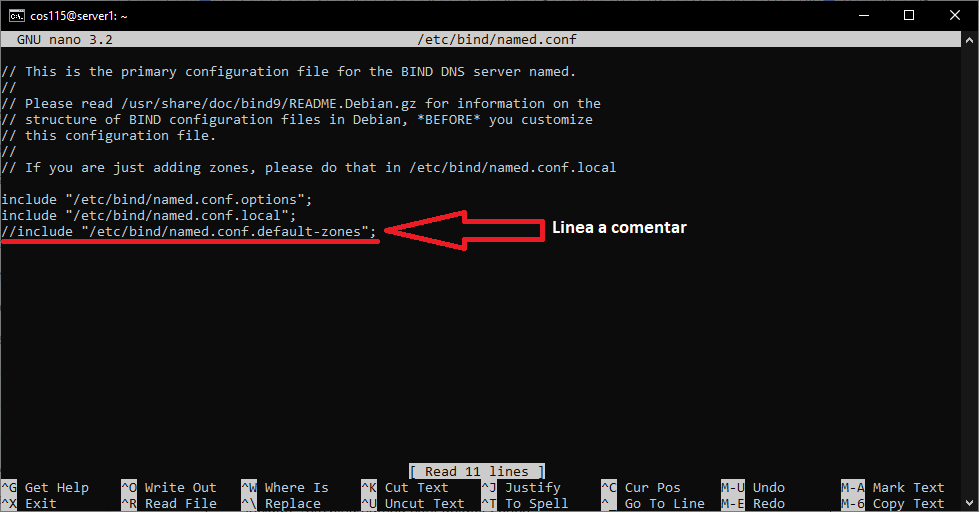 cos115@server1: ~
GNU nano 3.2 /etc/bind/named.conf
// This is the primary configuration file for the BIND DNS server named.
//
// Please read /usr/share/doc/bind9/README.Debian.gz for information on the
// structure of BIND configuration files in Debian, *BEFORE* you customize
// this configuration file.
//
// If you are just adding zones, please do that in /etc/bind/named.conf.local
include "/etc/bind/named.conf.options";
include "/etc/bind/named.conf.local";
//include "/etc/bind/named.conf.default-zones"; Linea a comentar
[ Read 11 lines ]
^G Get Help ^O Write Out ^W Where Is ^K Cut Text ^J Justify ^C Cur Pos M-U Undo M-A Mark Text
^X Exit ^R Read File ^\ Replace ^U Uncut Text ^T To Spell ^_ Go To Line M-E Redo M-6 Copy Text